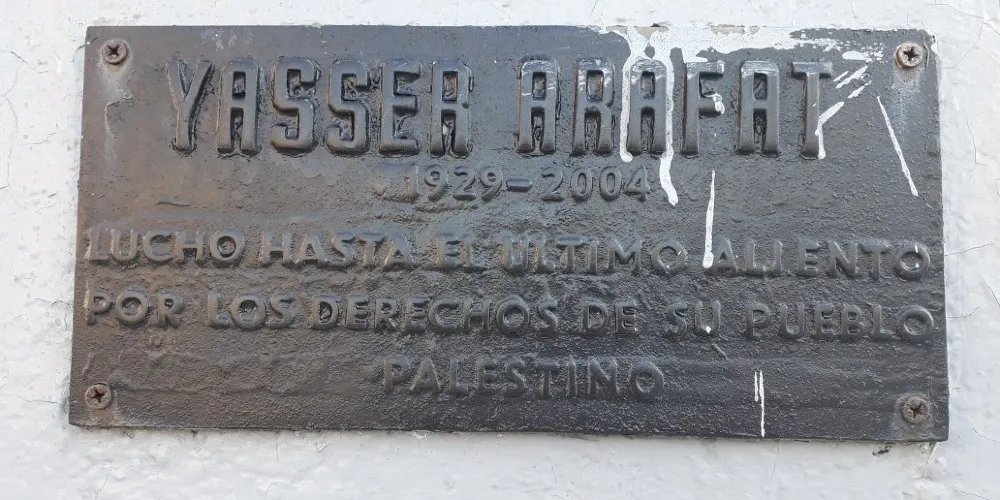 YASSER ARAFAT
1929-2004
LUCHO HASTA EL ULTIMO ALIENTO
POR LOS DERECHOS DE SU PUEBLO
PALESTINO